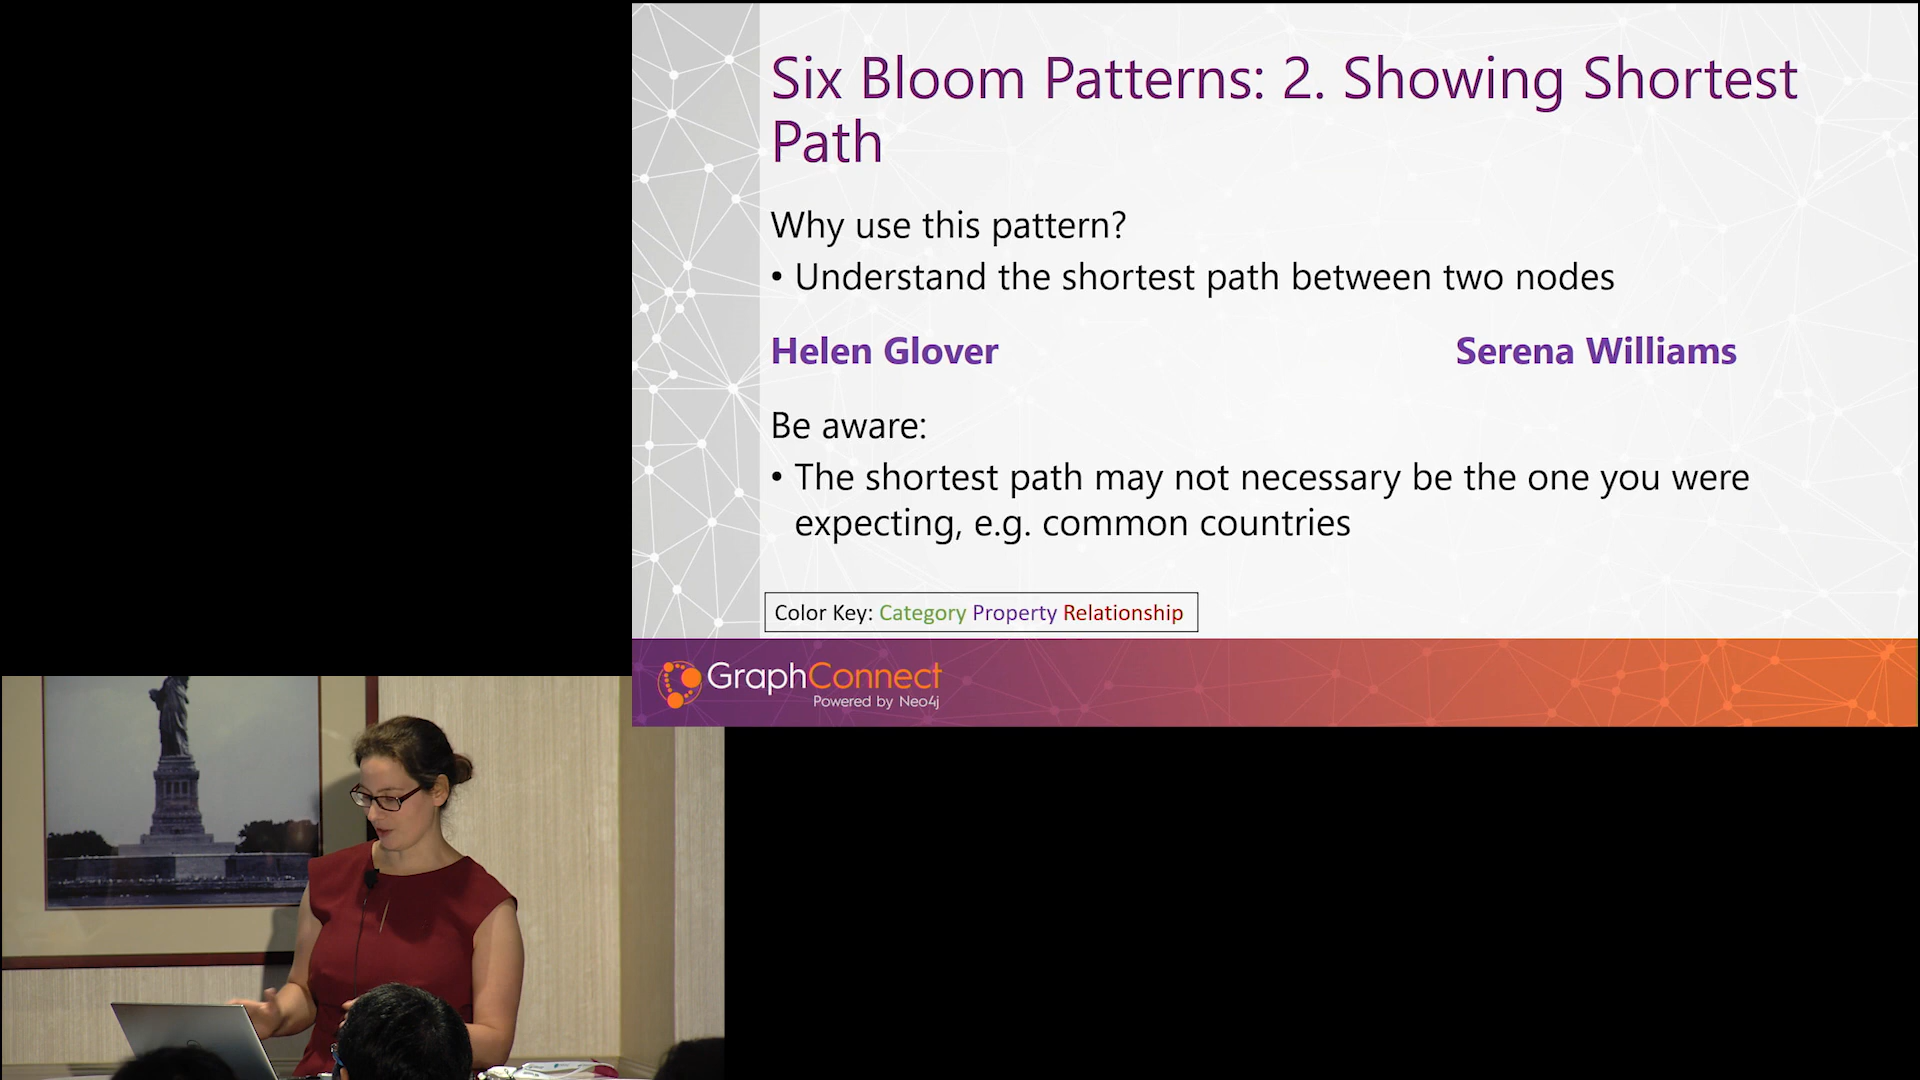 Six Bloom Patterns: 2. Showing Shortest
Path
Why use this pattern?
• Understand the shortest path between two nodes
Helen Glover Serena Williams
Be aware:
• The shortest path may not necessary be the one you were
expecting, e.g. common countries
Color Key: Category Property Relationship
GraphConnect
Powered by Neo4j